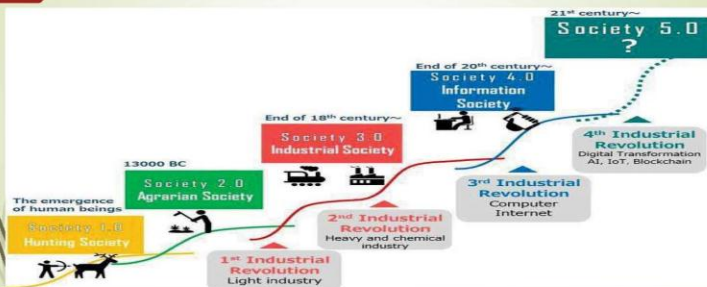 The emergence
of human beings
Society 1.0
Hunting Society
13000 BC
Society 2.0
Agrarian Society
End of 18th century~
Society 3.0
Industrial Society
End of 20th century~
Society 4.0
Information
Society
21st century~
Society 5.0
?
1st Industrial
Revolution
Light industry
2nd Industrial
Revolution
Heavy and chemical
industry
3rd Industrial
Revolution
Computer
Internet
4th Industrial
Revolution
Digital Transformation
AI, IoT, Blockchain